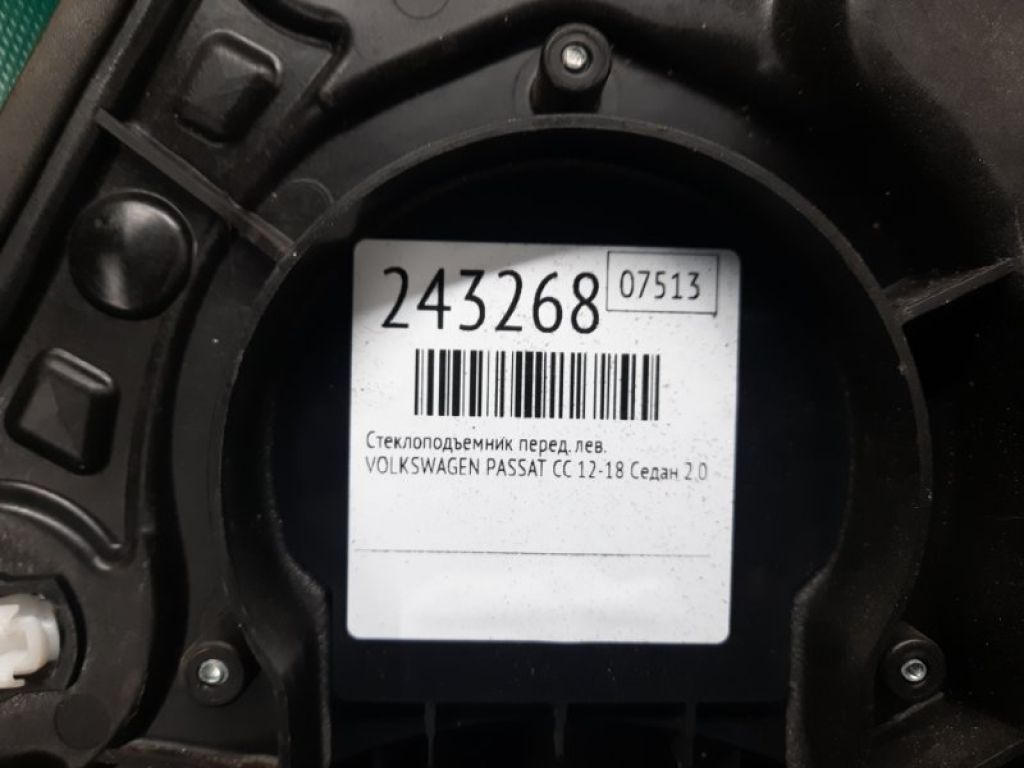 243268 07513
Стеклоподъемник перед. лев.
VOLKSWAGEN PASSAT CC 12-18 Седан 2.0